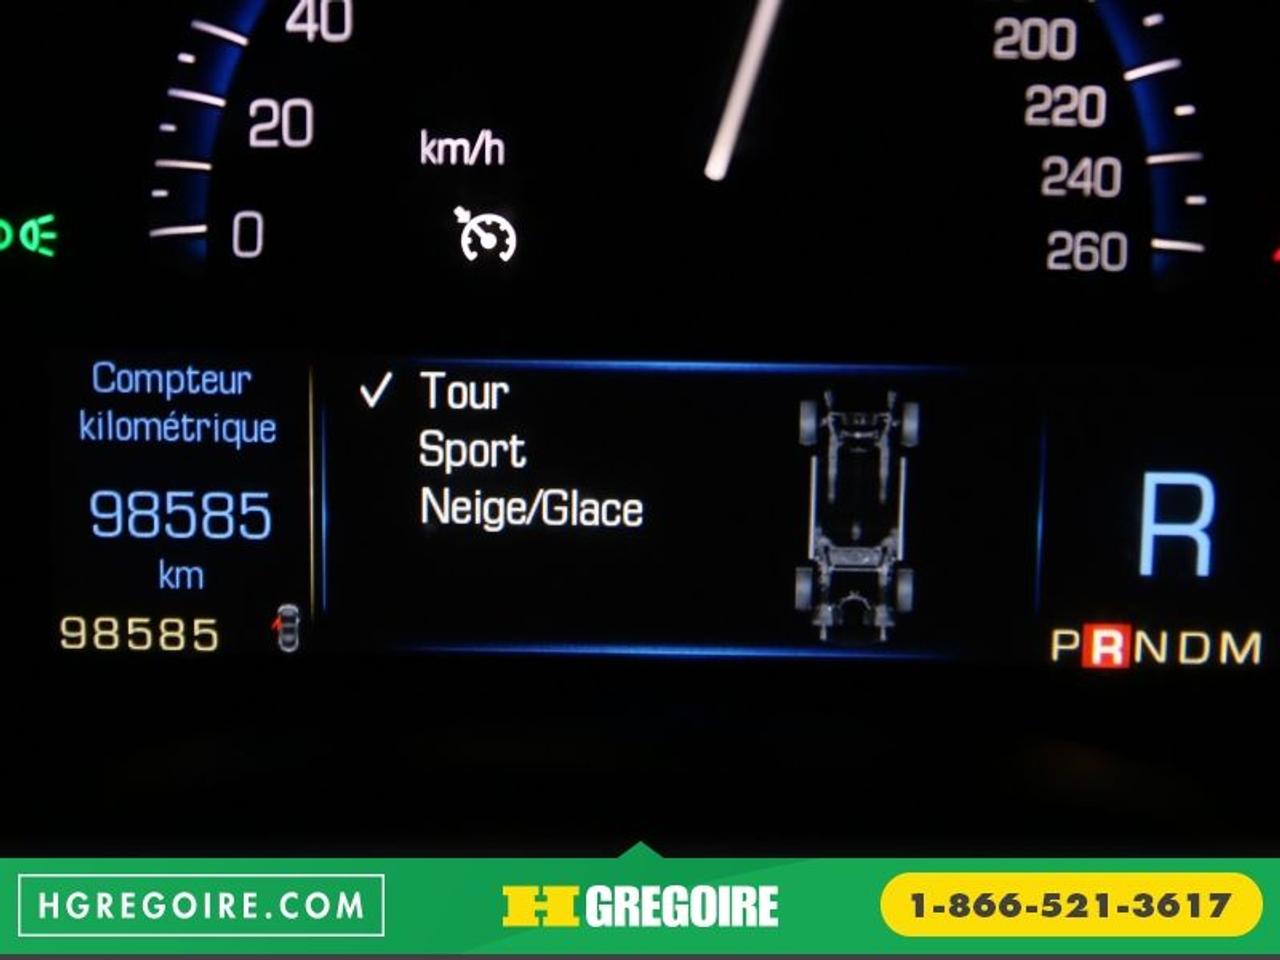 40
200
20
220
km/h
240
0
260
Compteur
kilométrique
98585
km
98585
✓ Tour
Sport
Neige/Glace
R
PRNDM
HGREGOIRE.COM
H GREGOIRE
1-866-521-3617